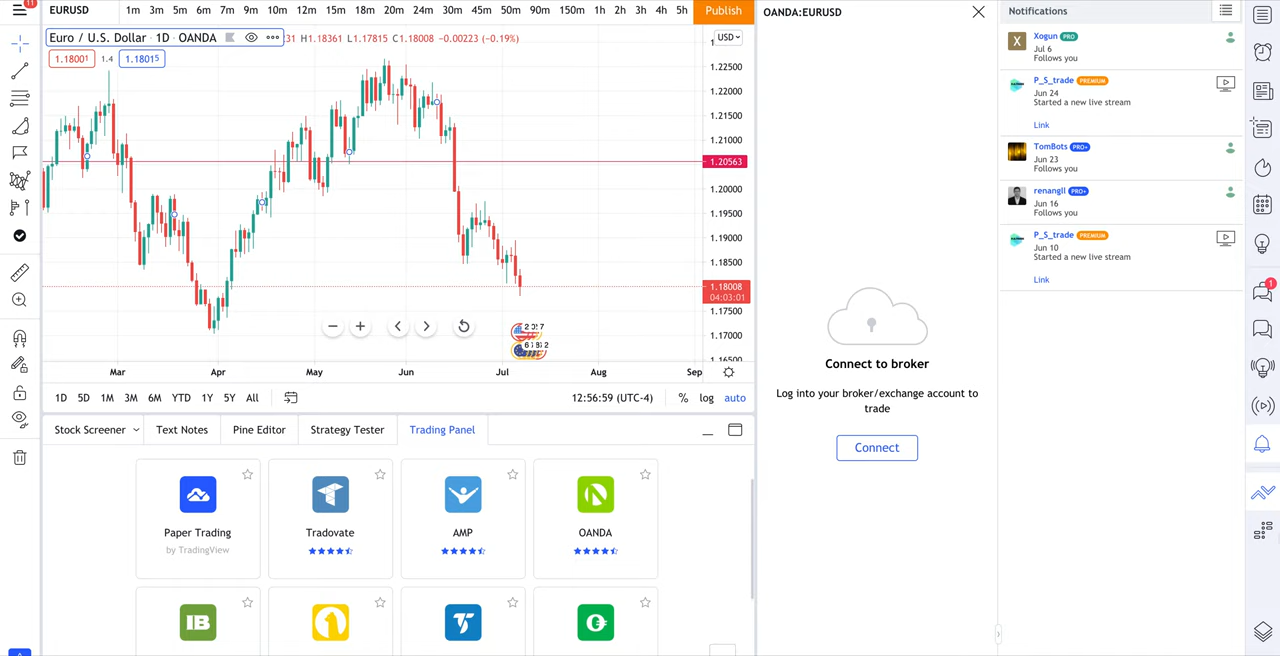 11
EURUSD
1m 3m 5m 6m 7m 9m 10m 12m 15m 18m 20m 24m 30m 45m 50m 90m 150m 1h 2h 3h 4h 5h
Publish
Euro / U.S. Dollar · 1D · OANDA
31 H1.18361 L1.17815 C1.18008 −0.00223 (−0.19%)
USD
1.18001
1.4
1.18015
1.22500
1.22000
1.21500
1.21000
1.20563
1.20000
1.19500
1.19000
1.18500
1.18008
04:03:01
1.17500
1.17000
1.16500
Mar Apr May Jun Jul Aug Sep
1D 5D 1M 3M 6M YTD 1Y 5Y All
12:56:59 (UTC-4)
% log auto
Stock Screener
Text Notes
Pine Editor
Strategy Tester
Trading Panel
Paper Trading
by TradingView
Tradovate
AMP
OANDA
IB
OANDA:EURUSD
Connect to broker
Log into your broker/exchange account to
trade
Connect
Notifications
X
Xogun PRO
Jul 6
Follows you
P_S_trade PREMIUM
Jun 24
Started a new live stream
Link
TomBots PRO+
Jun 23
Follows you
renangll PRO+
Jun 16
Follows you
P_S_trade PREMIUM
Jun 10
Started a new live stream
Link
1